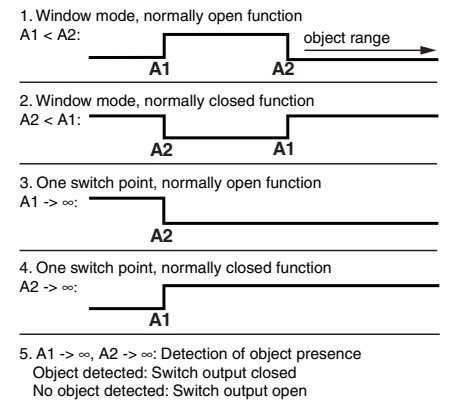 1. Window mode, normally open function
A1 < A2:
object range
A1 A2
2. Window mode, normally closed function
A2 < A1:
A2 A1
3. One switch point, normally open function
A1 -> ∞:
A2
4. One switch point, normally closed function
A2 -> ∞:
A1
5. A1 -> ∞, A2 -> ∞: Detection of object presence
Object detected: Switch output closed
No object detected: Switch output open